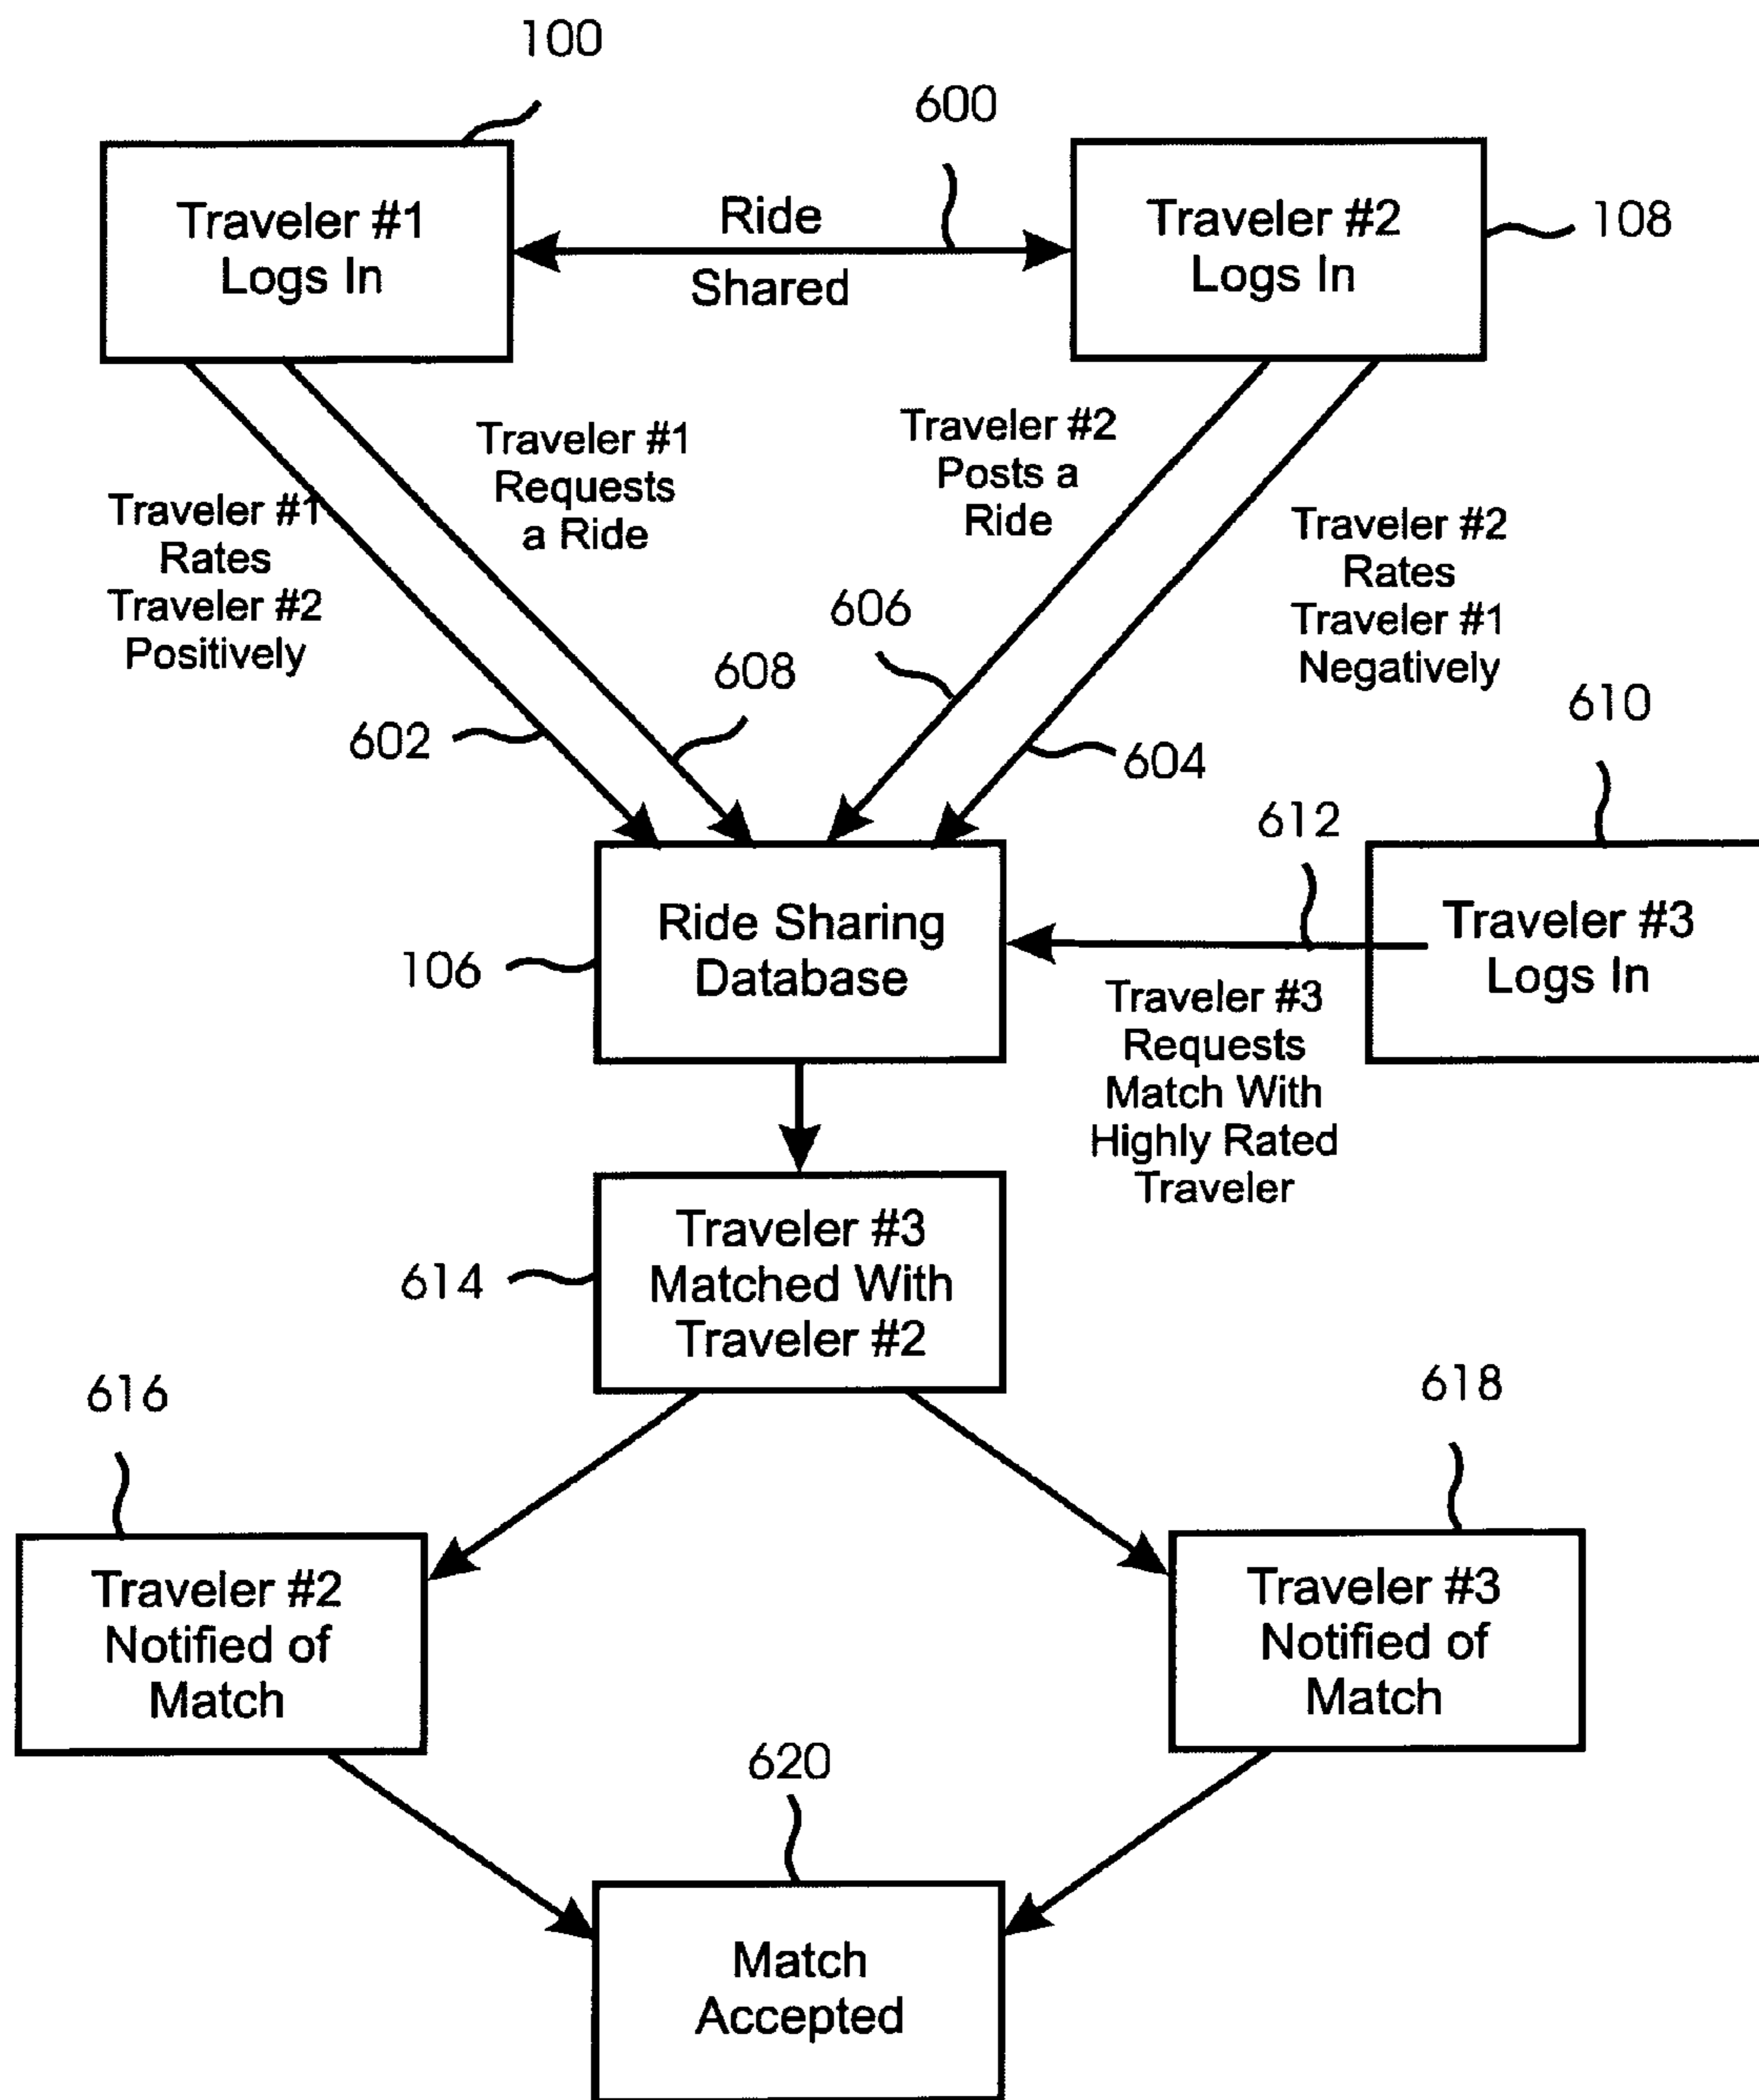 100
600
Traveler #1
Logs In
Ride
Shared
Traveler #2
Logs In
108
Traveler #1
Rates
Traveler #2
Positively
Traveler #1
Requests
a Ride
Traveler #2
Posts a
Ride
Traveler #2
Rates
Traveler #1
Negatively
606
608
602
604
610
612
106
Ride Sharing
Database
Traveler #3
Logs In
Traveler #3
Requests
Match With
Highly Rated
Traveler
614
Traveler #3
Matched With
Traveler #2
616
618
Traveler #2
Notified of
Match
Traveler #3
Notified of
Match
620
Match
Accepted